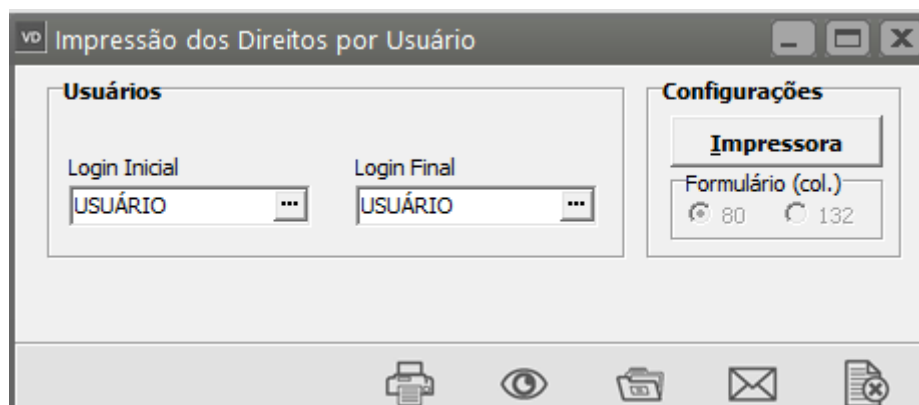 VD Impressão dos Direitos por Usuário
Usuários
Login Inicial
USUÁRIO ...
Login Final
USUÁRIO ...
Configurações
Impressora
Formulário (col.)
80 132